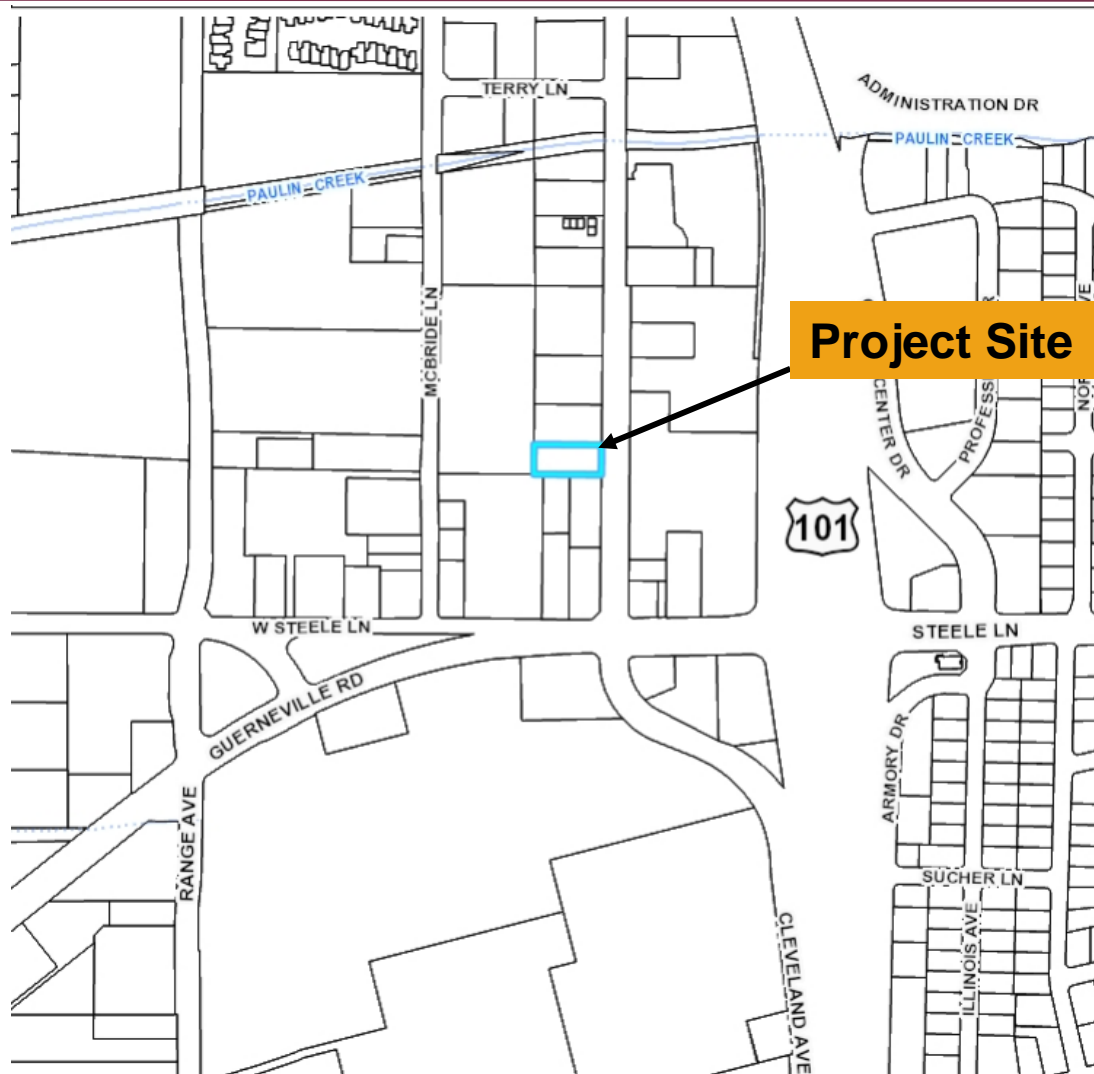 TERRY LN
ADMINISTRATION DR
PAULIN CREEK
PAULIN CREEK
MCBRIDE LN
Project Site
CENTER DR
101
W STEELE LN
STEELE LN
GUERNEVILLE RD
ARMORY DR
RANGE AVE
SUCHER LN
CLEVELAND AVE
ILLINOIS AVE